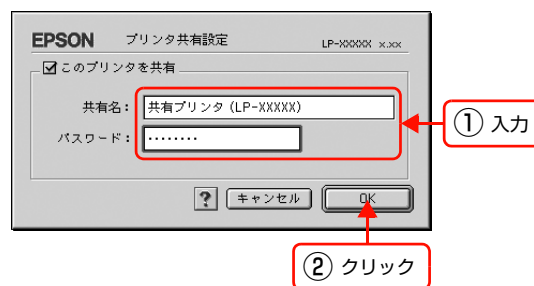 EPSON プリンタ共有設定 LP-XXXXX x.xx
このプリンタを共有
共有名： 共有プリンタ (LP-XXXXX)
① 入力
パスワード： ••••••••
? キャンセル OK
② クリック